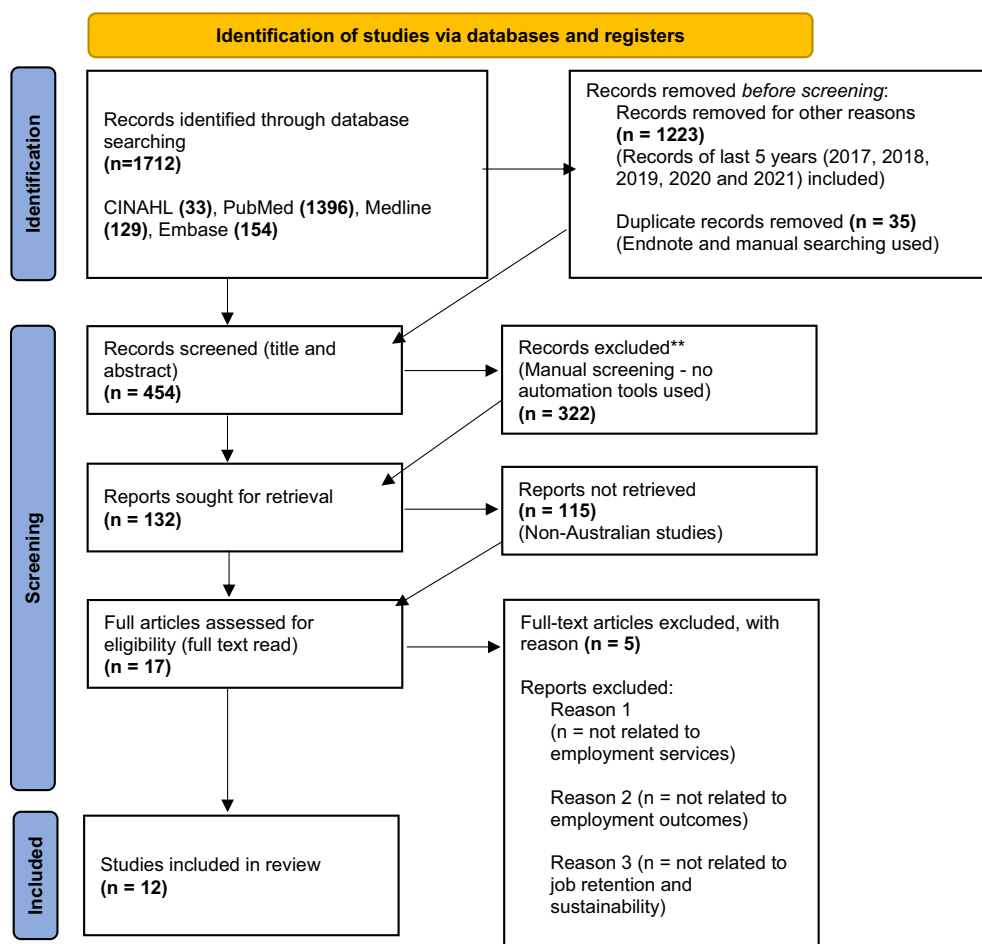 Identification of studies via databases and registers
Identification
Records identified through database
searching
(n=1712)
CINAHL (33), PubMed (1396), Medline
(129), Embase (154)
Records removed before screening:
Records removed for other reasons
(n = 1223)
(Records of last 5 years (2017, 2018,
2019, 2020 and 2021) included)
Duplicate records removed (n = 35)
(Endnote and manual searching used)
Screening
Records screened (title and
abstract)
(n = 454)
Records excluded**
(Manual screening - no
automation tools used)
(n = 322)
Reports sought for retrieval
(n = 132)
Reports not retrieved
(n = 115)
(Non-Australian studies)
Full articles assessed for
eligibility (full text read)
(n = 17)
Full-text articles excluded, with
reason (n = 5)
Reports excluded:
Reason 1
(n = not related to
employment services)
Reason 2 (n = not related to
employment outcomes)
Reason 3 (n = not related to
job retention and
sustainability)
Included
Studies included in review
(n = 12)